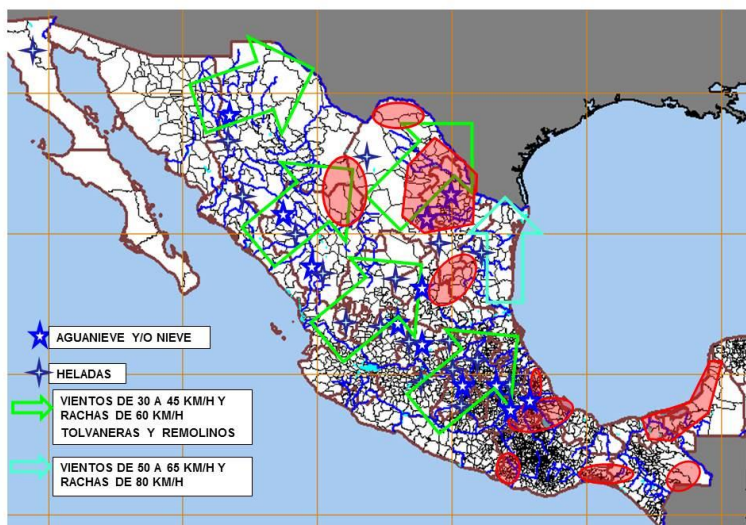 AGUANIEVE Y/O NIEVE
HELADAS
VIENTOS DE 30 A 45 KM/H Y
RACHAS DE 60 KM/H
TOLVANERAS Y REMOLINOS
VIENTOS DE 50 A 65 KM/H Y
RACHAS DE 80 KM/H